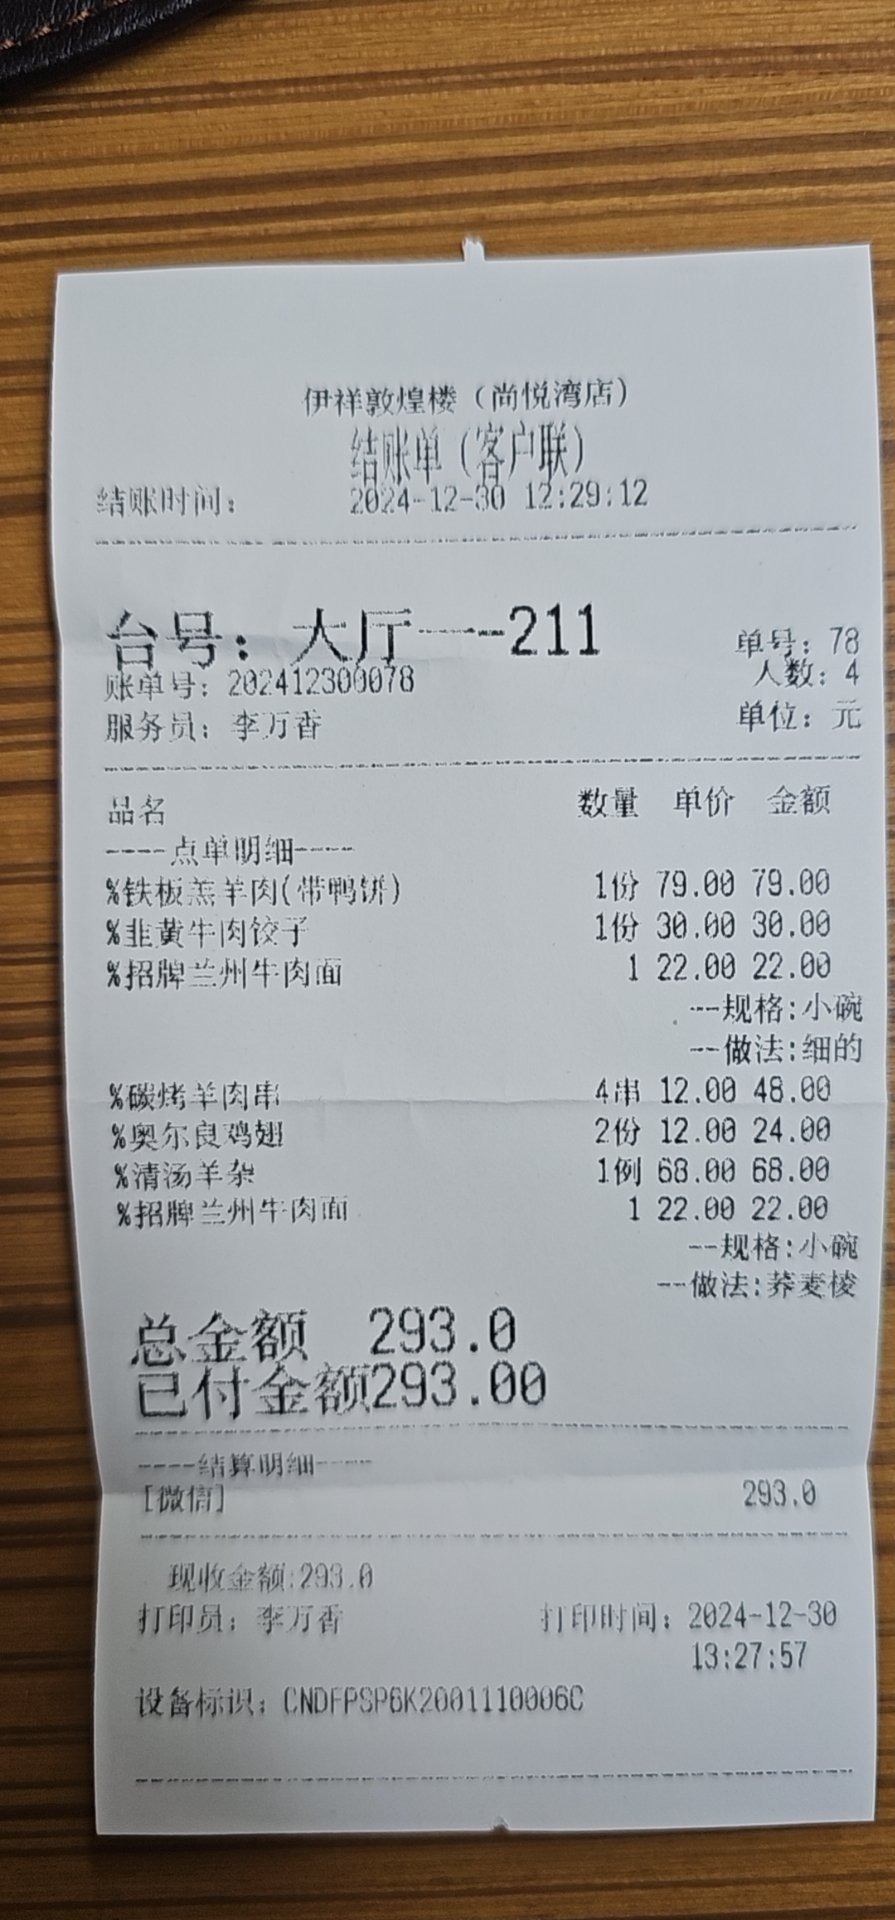 伊祥敦煌楼（尚悦湾店）
结账单（客户联）
结账时间： 2024-12-30 12:29:12
台号：大厅---211 单号：78
账单号：202412300078 人数：4
服务员：李万香 单位：元
品名 数量 单价 金额
----点单明细----
%铁板羔羊肉(带鸭饼) 1份 79.00 79.00
%韭黄牛肉饺子 1份 30.00 30.00
%招牌兰州牛肉面 1 22.00 22.00
--规格:小碗
--做法:细的
%碳烤羊肉串 4串 12.00 48.00
%奥尔良鸡翅 2份 12.00 24.00
%清汤羊杂 1例 68.00 68.00
%招牌兰州牛肉面 1 22.00 22.00
--规格:小碗
--做法:荞麦棱
总金额 293.0
已付金额293.00
----结算明细----
[微信] 293.0
现收金额:293.0
打印员：李万香 打印时间：2024-12-30
13:27:57
设备标识：CNDFPSP6K2001110006C